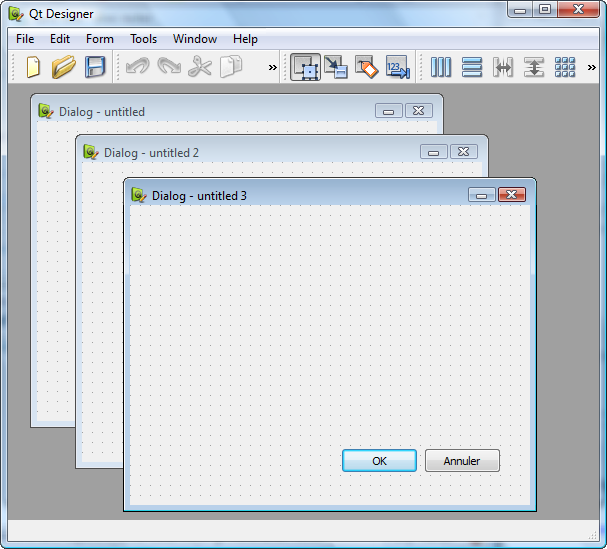 Qt Designer
File Edit Form Tools Window Help
»
123
»
Dialog - untitled
Dialog - untitled 2
Dialog - untitled 3
OK Annuler